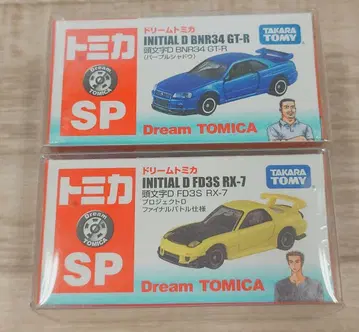 トミカ
Dream
TOMICA
SP
ドリームトミカ
INITIAL D BNR34 GT-R
頭文字D BNR34 GT-R
(パープルシャドウ)
TAKARA
TOMY
Dream TOMICA
トミカ
Dream
TOMICA
SP
ドリームトミカ
INITIAL D FD3S RX-7
頭文字D FD3S RX-7
プロジェクトD
ファイナルバトル仕様
TAKARA
TOMY
Dream TOMICA